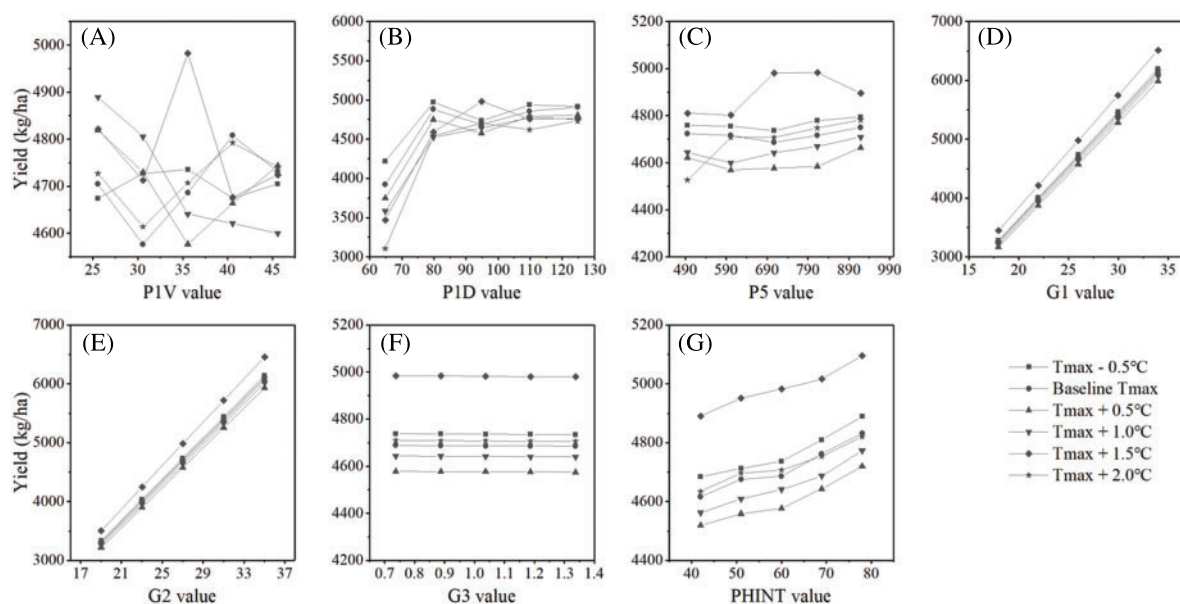 (A)
5000
4900
4800
4700
4600
Yield (kg/ha)
25 30 35 40 45
P1V value
(B)
6000
5500
5000
4500
4000
3500
3000
60 70 80 90 100 110 120 130
P1D value
(C)
5200
5000
4800
4600
4400
4200
490 590 690 790 890 990
P5 value
(D)
7000
6000
5000
4000
3000
15 20 25 30 35
G1 value
(E)
7000
6000
5000
4000
3000
Yield (kg/ha)
17 21 25 29 33 37
G2 value
(F)
5200
5000
4800
4600
4400
4200
0.7 0.8 0.9 1.0 1.1 1.2 1.3 1.4
G3 value
(G)
5200
5000
4800
4600
4400
40 50 60 70 80
PHINT value
Tmax - 0.5℃
Baseline Tmax
Tmax + 0.5℃
Tmax + 1.0℃
Tmax + 1.5℃
Tmax + 2.0℃